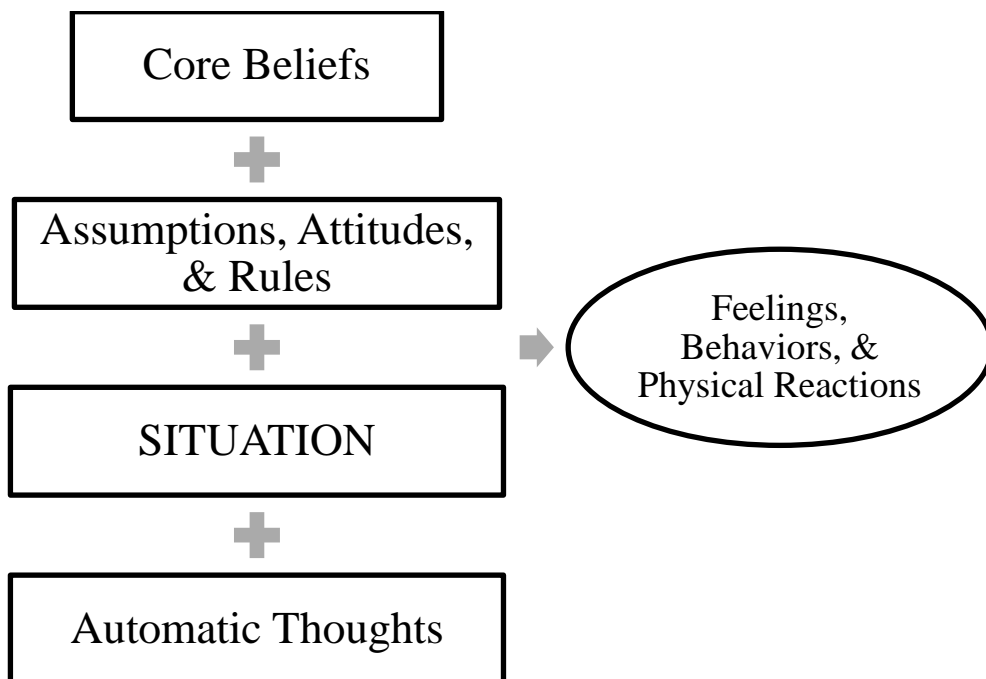 Core Beliefs
Assumptions, Attitudes,
& Rules
SITUATION
Automatic Thoughts
Feelings,
Behaviors, &
Physical Reactions